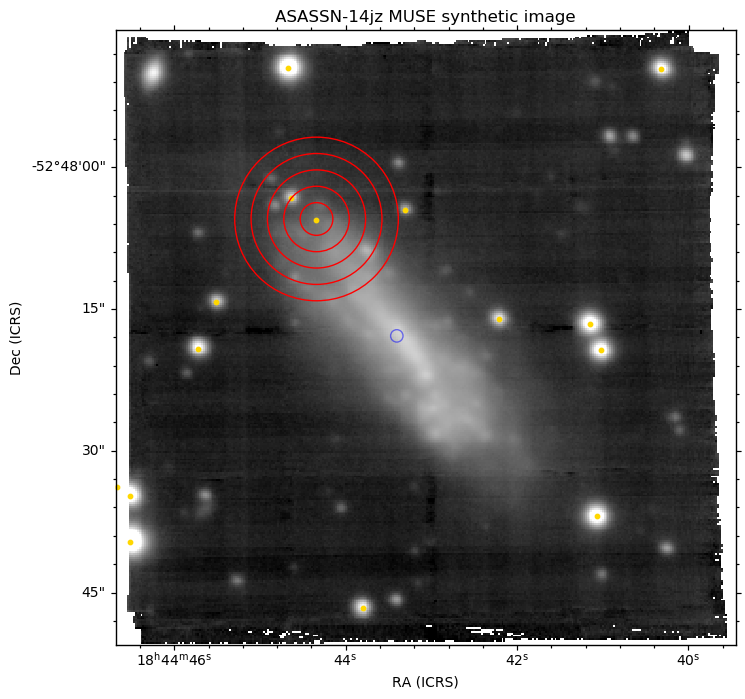 ASASSN-14jz MUSE synthetic image
-52°48'00"
15"
30"
45"
Dec (ICRS)
18ʰ44ᵐ46ˢ 44ˢ 42ˢ 40ˢ
RA (ICRS)